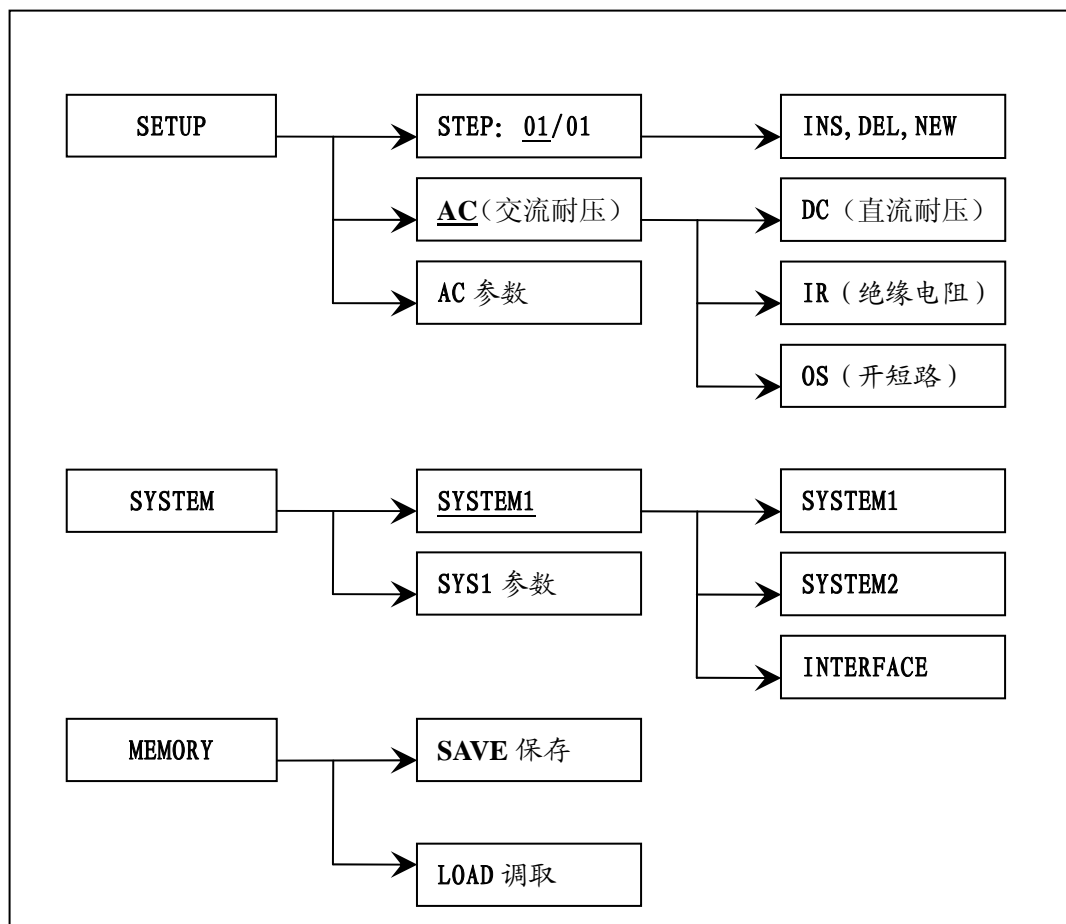 SETUP
STEP: 01/01
INS,DEL,NEW
AC(交流耐压)
DC（直流耐压）
AC 参数
IR（绝缘电阻）
OS（开短路）
SYSTEM
SYSTEM1
SYSTEM1
SYS1 参数
SYSTEM2
INTERFACE
MEMORY
SAVE 保存
LOAD 调取